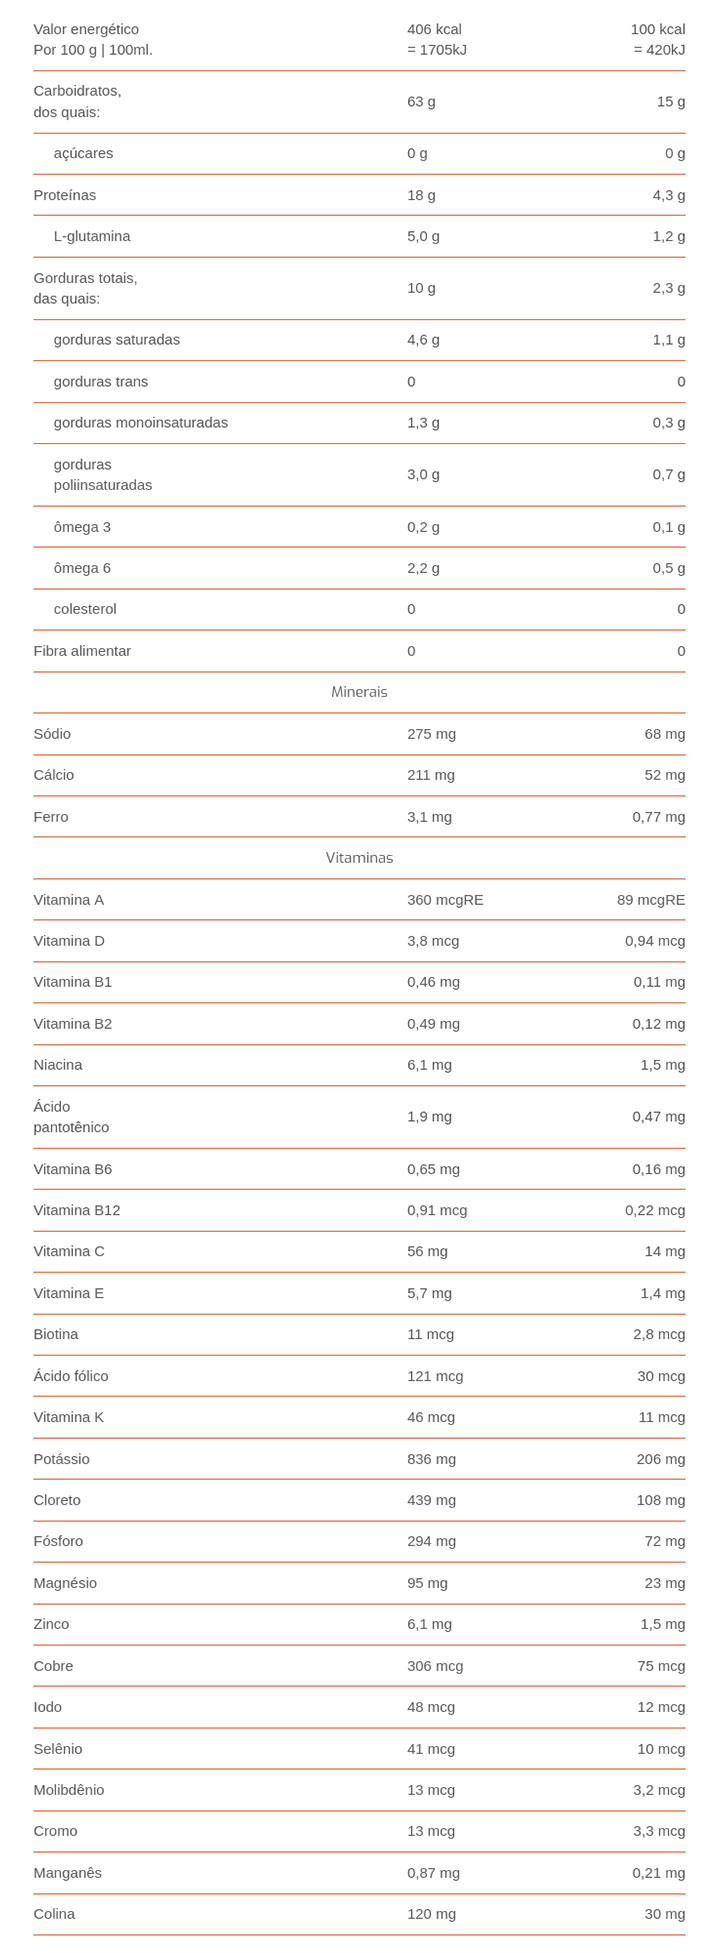 Valor energético 406 kcal 100 kcal
Por 100 g | 100ml. = 1705kJ = 420kJ
Carboidratos,
dos quais: 63 g 15 g
açúcares 0 g 0 g
Proteínas 18 g 4,3 g
L-glutamina 5,0 g 1,2 g
Gorduras totais,
das quais: 10 g 2,3 g
gorduras saturadas 4,6 g 1,1 g
gorduras trans 0 0
gorduras monoinsaturadas 1,3 g 0,3 g
gorduras
poliinsaturadas 3,0 g 0,7 g
ômega 3 0,2 g 0,1 g
ômega 6 2,2 g 0,5 g
colesterol 0 0
Fibra alimentar 0 0
Minerais
Sódio 275 mg 68 mg
Cálcio 211 mg 52 mg
Ferro 3,1 mg 0,77 mg
Vitaminas
Vitamina A 360 mcgRE 89 mcgRE
Vitamina D 3,8 mcg 0,94 mcg
Vitamina B1 0,46 mg 0,11 mg
Vitamina B2 0,49 mg 0,12 mg
Niacina 6,1 mg 1,5 mg
Ácido
pantotênico 1,9 mg 0,47 mg
Vitamina B6 0,65 mg 0,16 mg
Vitamina B12 0,91 mcg 0,22 mcg
Vitamina C 56 mg 14 mg
Vitamina E 5,7 mg 1,4 mg
Biotina 11 mcg 2,8 mcg
Ácido fólico 121 mcg 30 mcg
Vitamina K 46 mcg 11 mcg
Potássio 836 mg 206 mg
Cloreto 439 mg 108 mg
Fósforo 294 mg 72 mg
Magnésio 95 mg 23 mg
Zinco 6,1 mg 1,5 mg
Cobre 306 mcg 75 mcg
Iodo 48 mcg 12 mcg
Selênio 41 mcg 10 mcg
Molibdênio 13 mcg 3,2 mcg
Cromo 13 mcg 3,3 mcg
Manganês 0,87 mg 0,21 mg
Colina 120 mg 30 mg